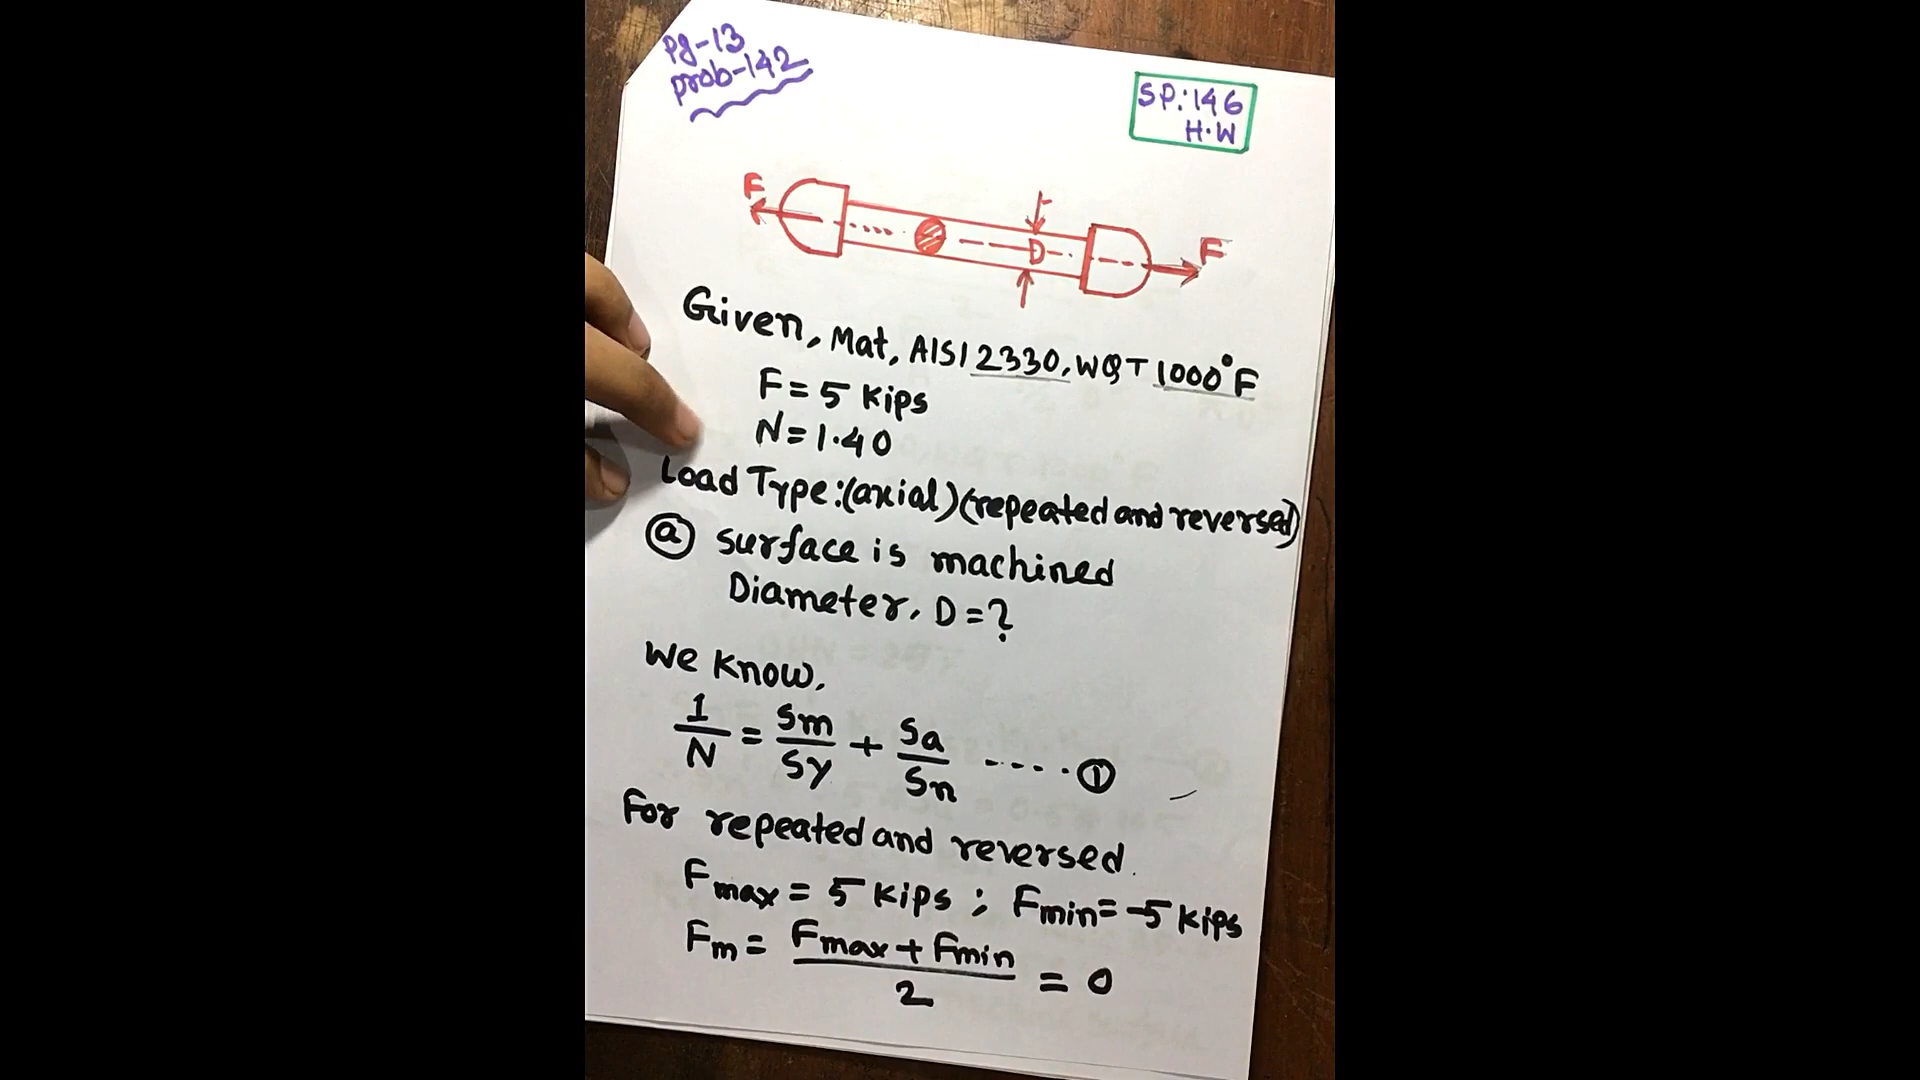 Pg-13
prob-142
SP:146
H.W
F
D
F
Given, Mat, AISI 2330, WQT 1000°F
F = 5 Kips
N = 1.40
Load Type:(axial)(repeated and reversed)
ⓐ surface is machined
Diameter, D = ?
We know,
1/N = Sm/Sy + Sa/Sn ----- ①
For repeated and reversed.
Fmax = 5 Kips ; Fmin = -5 Kips
Fm = Fmax + Fmin / 2 = 0